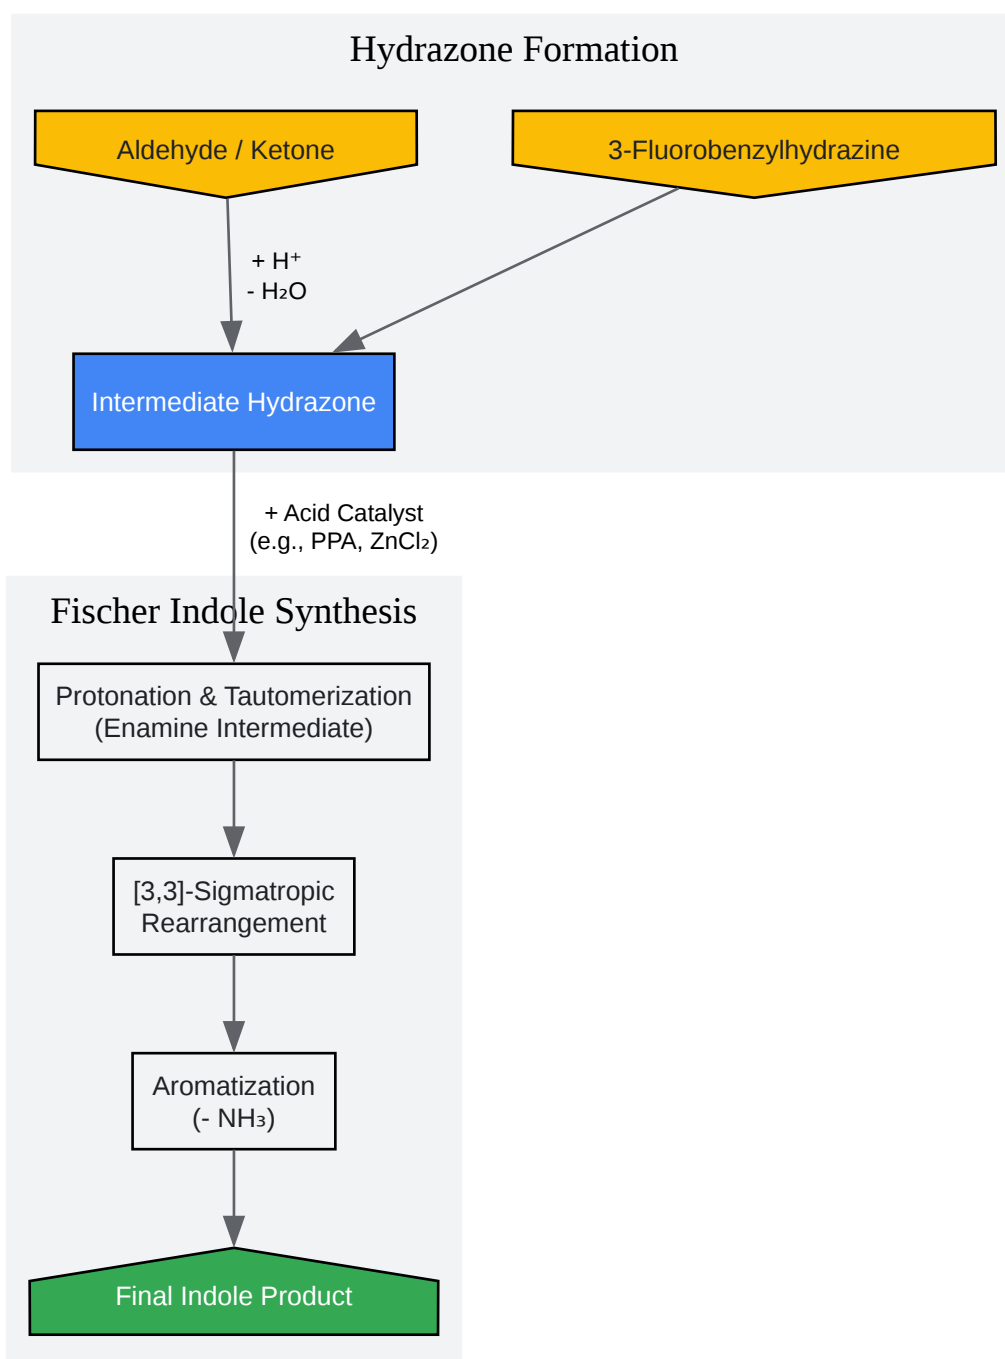 Hydrazone Formation
Aldehyde / Ketone
3-Fluorobenzylhydrazine
+ H⁺
- H₂O
Intermediate Hydrazone
+ Acid Catalyst
(e.g., PPA, ZnCl₂)
Fischer Indole Synthesis
Protonation & Tautomerization
(Enamine Intermediate)
[3,3]-Sigmatropic
Rearrangement
Aromatization
(- NH₃)
Final Indole Product